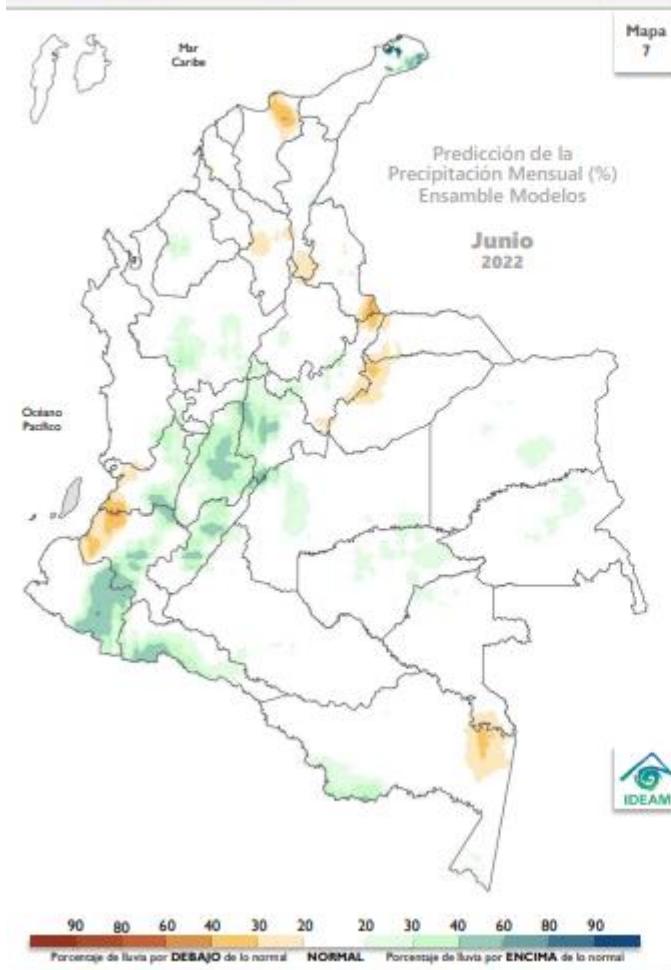 Mapa
7
Mar
Caribe
Predicción de la
Precipitación Mensual (%)
Ensamble Modelos
Junio
2022
Océano
Pacífico
IDEAM
90 80 60 40 30 20 20 30 40 60 80 90
Porcentaje de lluvia por DEBAJO de lo normal NORMAL Porcentaje de lluvia por ENCIMA de lo normal